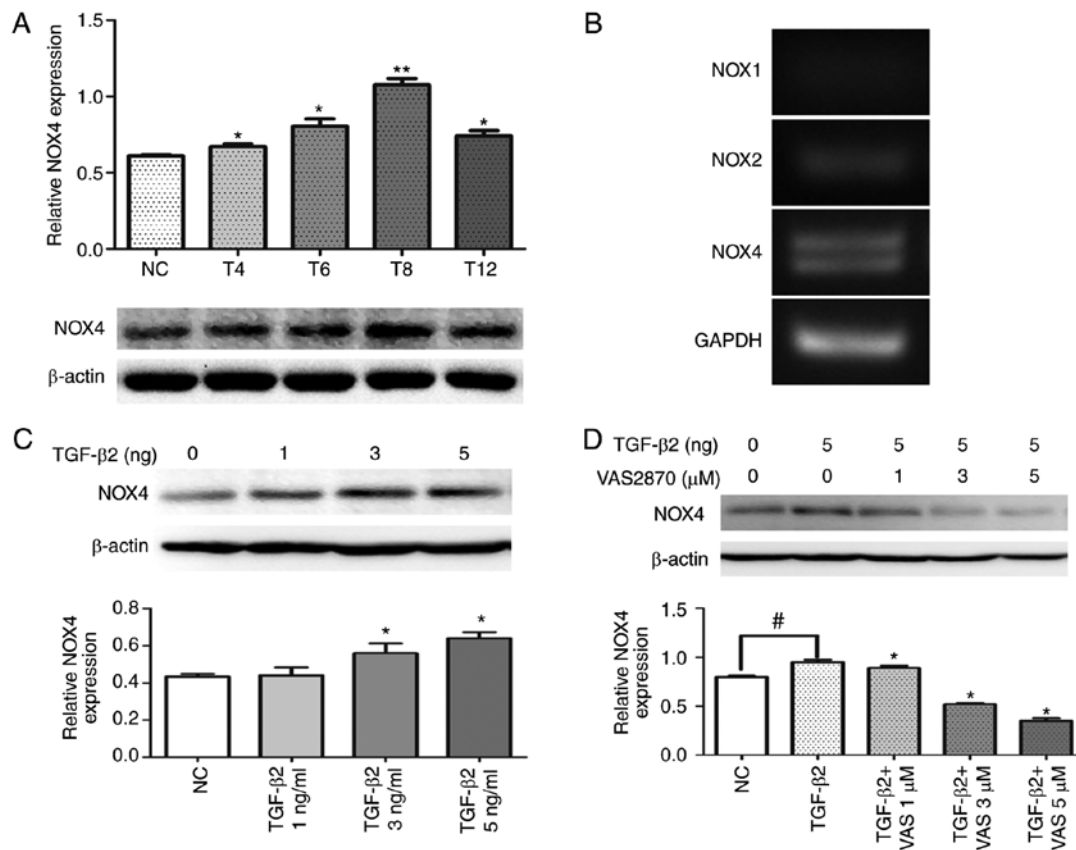 A
Relative NOX4 expression
1.5
1.0
0.5
0.0
*
*
**
*
NC T4 T6 T8 T12
NOX4
β-actin
B
NOX1
NOX2
NOX4
GAPDH
C
TGF-β2 (ng) 0 1 3 5
NOX4
β-actin
Relative NOX4
expression
0.8
0.6
0.4
0.2
0.0
*
*
NC
TGF-β2
1 ng/ml
TGF-β2
3 ng/ml
TGF-β2
5 ng/ml
D
TGF-β2 (ng) 0 5 5 5 5
VAS2870 (μM) 0 0 1 3 5
NOX4
β-actin
Relative NOX4
expression
1.5
1.0
0.5
0.0
#
*
*
*
NC
TGF-β2
TGF-β2+
VAS 1 μM
TGF-β2+
VAS 3 μM
TGF-β2+
VAS 5 μM